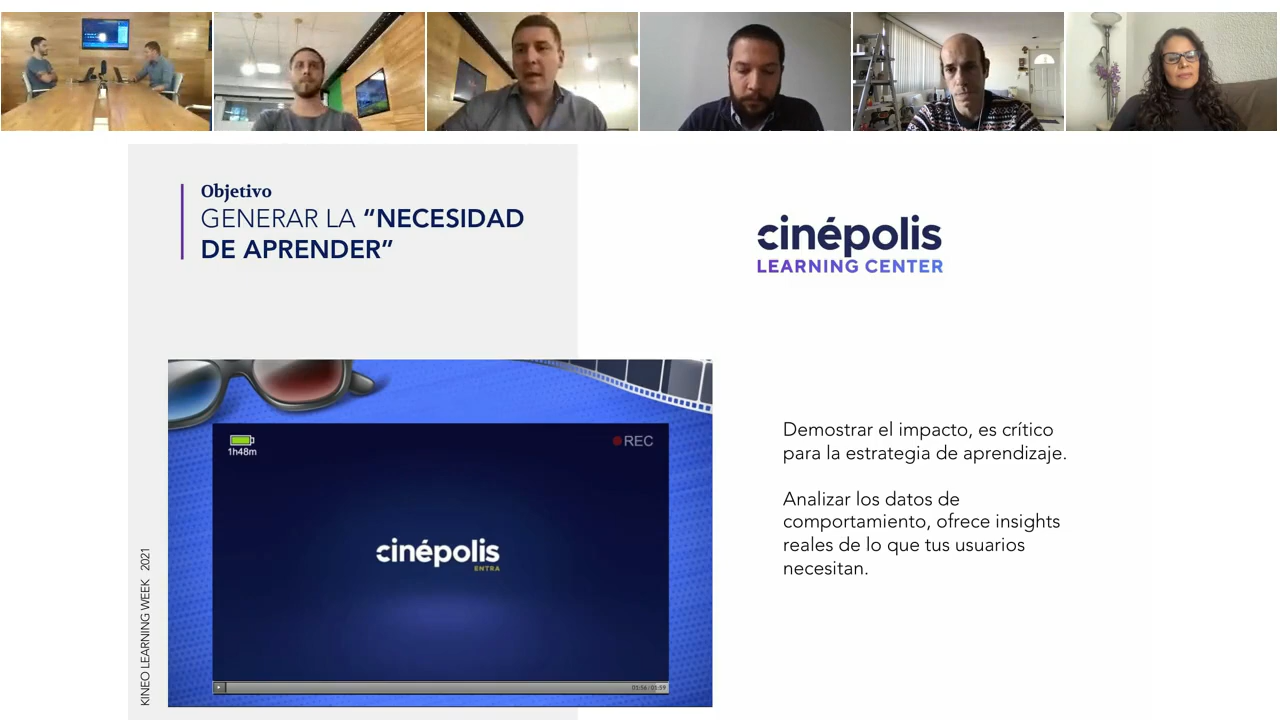 Objetivo
GENERAR LA “NECESIDAD
DE APRENDER”
cinépolis
LEARNING CENTER
1h48m
REC
cinépolis
ENTRA
Demostrar el impacto, es crítico
para la estrategia de aprendizaje.
Analizar los datos de
comportamiento, ofrece insights
reales de lo que tus usuarios
necesitan.
KINEO LEARNING WEEK 2021